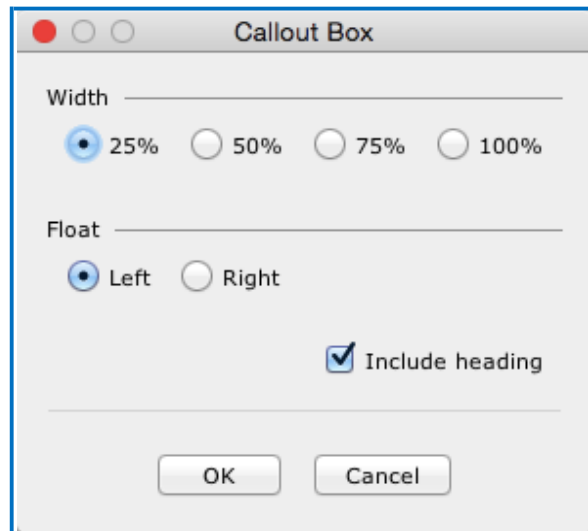 Callout Box
Width
25% 50% 75% 100%
Float
Left Right
Include heading
OK Cancel